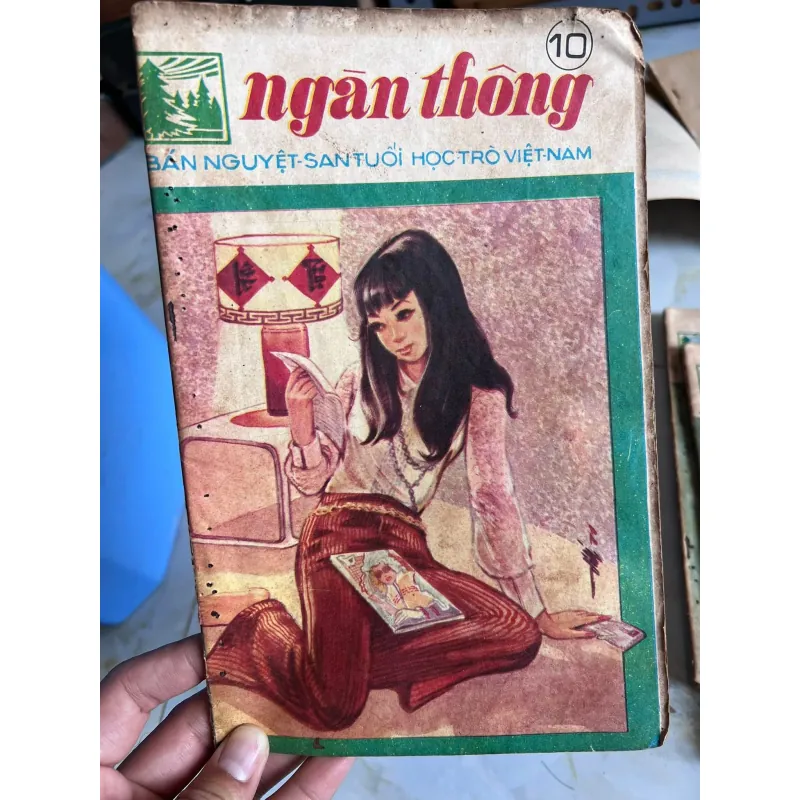 10
ngàn thông
BÁN NGUYỆT-SAN TUỔI HỌC TRÒ VIỆT-NAM